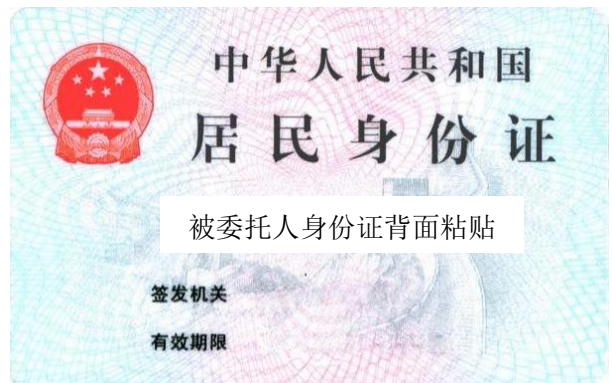 中华人民共和国
居民身份证
被委托人身份证背面粘贴
签发机关
有效期限